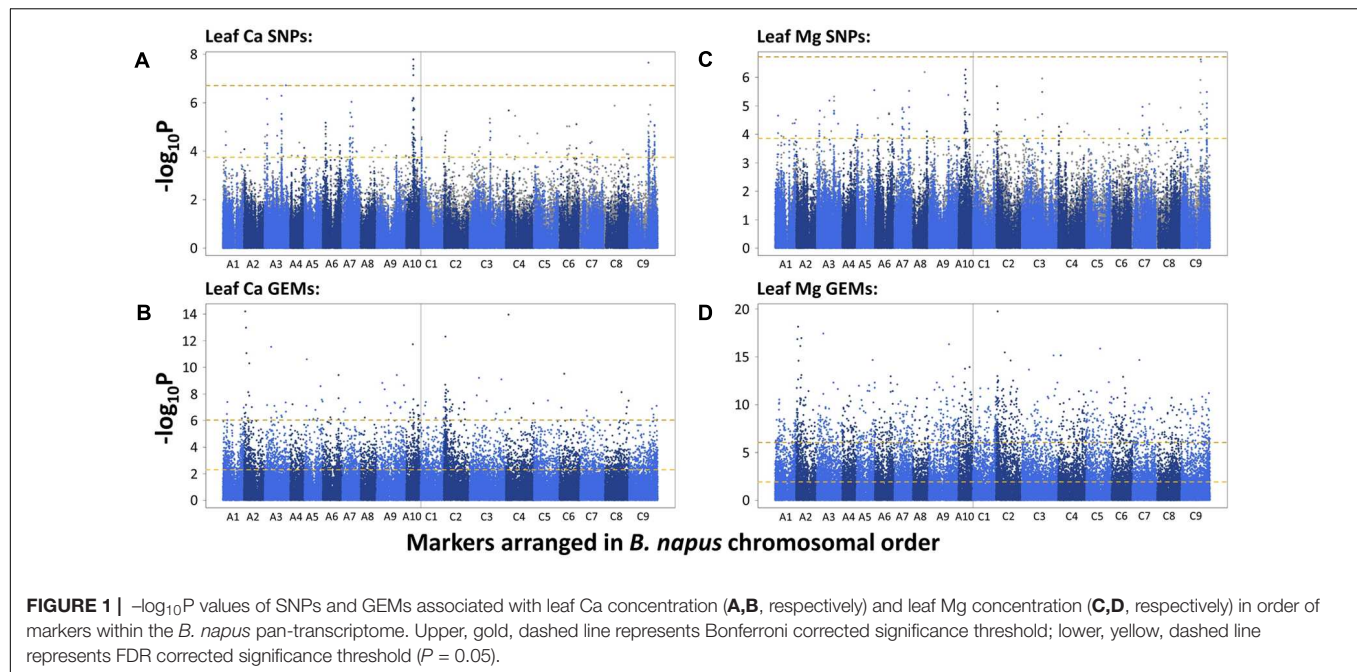 Leaf Ca SNPs:
A
8
6
4
2
0
-log10P
A1 A2 A3 A4 A5 A6 A7 A8 A9 A10 C1 C2 C3 C4 C5 C6 C7 C8 C9
Leaf Mg SNPs:
C
6
5
4
3
2
1
0
A1 A2 A3 A4 A5 A6 A7 A8 A9 A10 C1 C2 C3 C4 C5 C6 C7 C8 C9
Leaf Ca GEMs:
B
14
12
10
8
6
4
2
0
-log10P
A1 A2 A3 A4 A5 A6 A7 A8 A9 A10 C1 C2 C3 C4 C5 C6 C7 C8 C9
Leaf Mg GEMs:
D
20
15
10
5
0
A1 A2 A3 A4 A5 A6 A7 A8 A9 A10 C1 C2 C3 C4 C5 C6 C7 C8 C9
Markers arranged in B. napus chromosomal order
FIGURE 1 | –log10P values of SNPs and GEMs associated with leaf Ca concentration (A,B, respectively) and leaf Mg concentration (C,D, respectively) in order of
markers within the B. napus pan-transcriptome. Upper, gold, dashed line represents Bonferroni corrected significance threshold; lower, yellow, dashed line
represents FDR corrected significance threshold (P = 0.05).